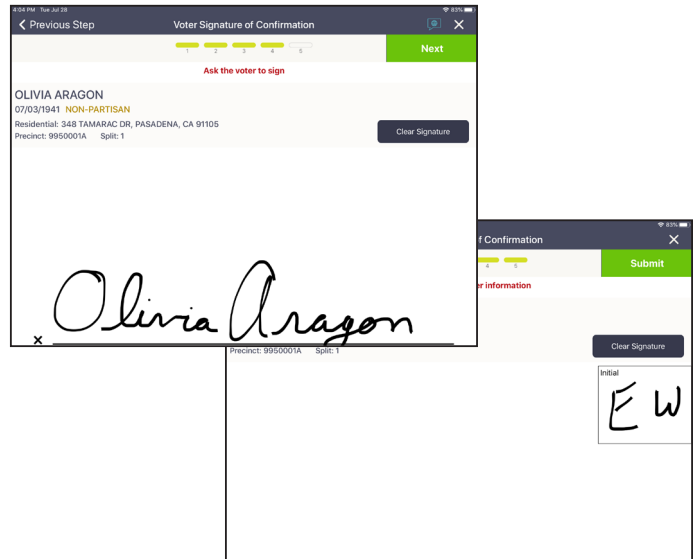 4:04 PM Tue Jul 28 83%
Previous Step Voter Signature of Confirmation
1 2 3 4 5
Next
Ask the voter to sign
OLIVIA ARAGON
07/03/1941 NON-PARTISAN
Residential: 348 TAMARAC DR, PASADENA, CA 91105
Precinct: 9950001A Split: 1
Clear Signature
× Olivia Aragon
83%
f Confirmation
4 5
Submit
er information
Precinct: 9950001A Split: 1
Clear Signature
Initial
E W